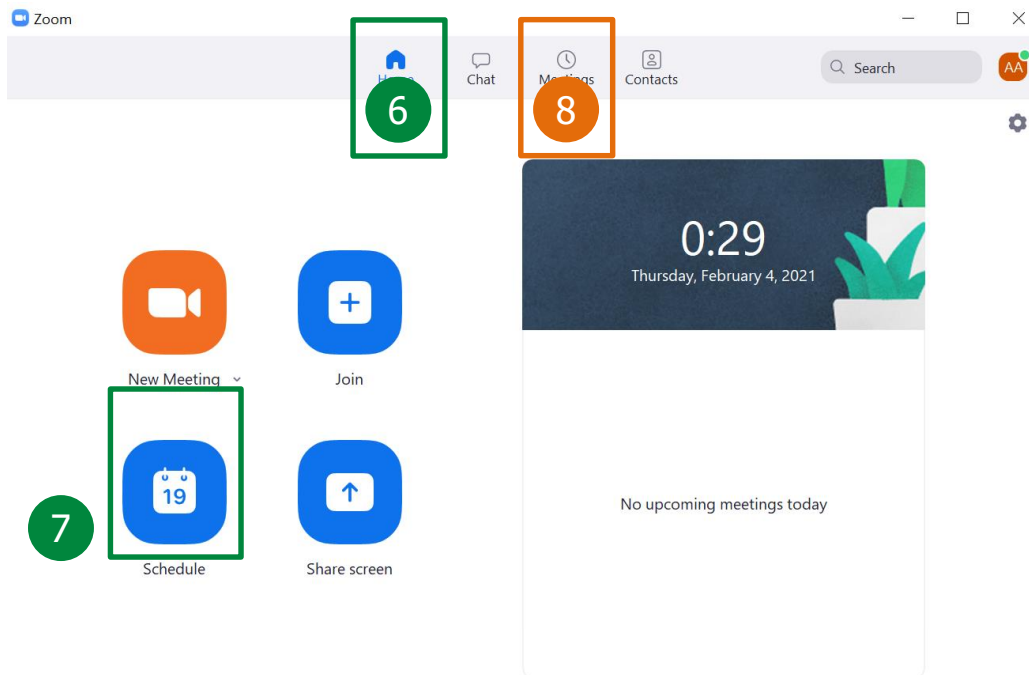 Zoom
Home
Chat
Meetings
Contacts
Search
AA
6
8
0:29
Thursday, February 4, 2021
New Meeting
Join
19
7
No upcoming meetings today
Schedule
Share screen